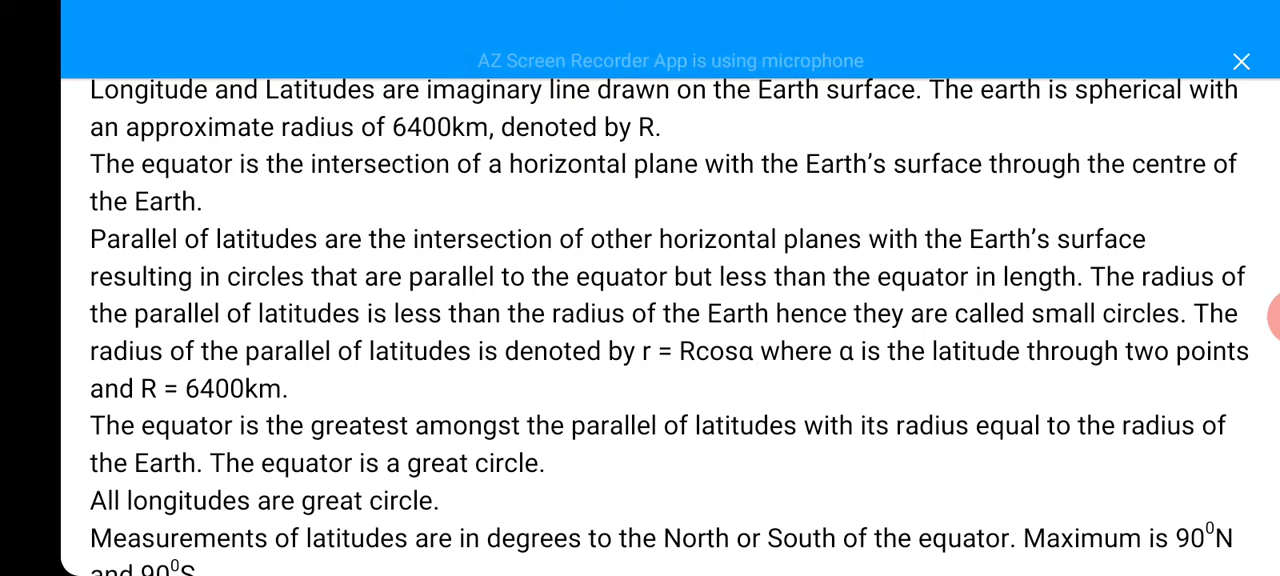 AZ Screen Recorder App is using microphone
Longitude and Latitudes are imaginary line drawn on the Earth surface. The earth is spherical with
an approximate radius of 6400km, denoted by R.
The equator is the intersection of a horizontal plane with the Earth’s surface through the centre of
the Earth.
Parallel of latitudes are the intersection of other horizontal planes with the Earth’s surface
resulting in circles that are parallel to the equator but less than the equator in length. The radius of
the parallel of latitudes is less than the radius of the Earth hence they are called small circles. The
radius of the parallel of latitudes is denoted by r = Rcosα where α is the latitude through two points
and R = 6400km.
The equator is the greatest amongst the parallel of latitudes with its radius equal to the radius of
the Earth. The equator is a great circle.
All longitudes are great circle.
Measurements of latitudes are in degrees to the North or South of the equator. Maximum is 90⁰N
and 90⁰S